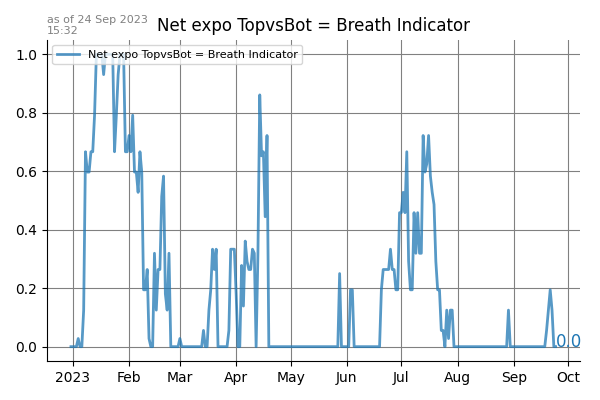 as of 24 Sep 2023
15:32
Net expo TopvsBot = Breath Indicator
Net expo TopvsBot = Breath Indicator
1.0
0.8
0.6
0.4
0.2
0.0
0.0
2023 Feb Mar Apr May Jun Jul Aug Sep Oct